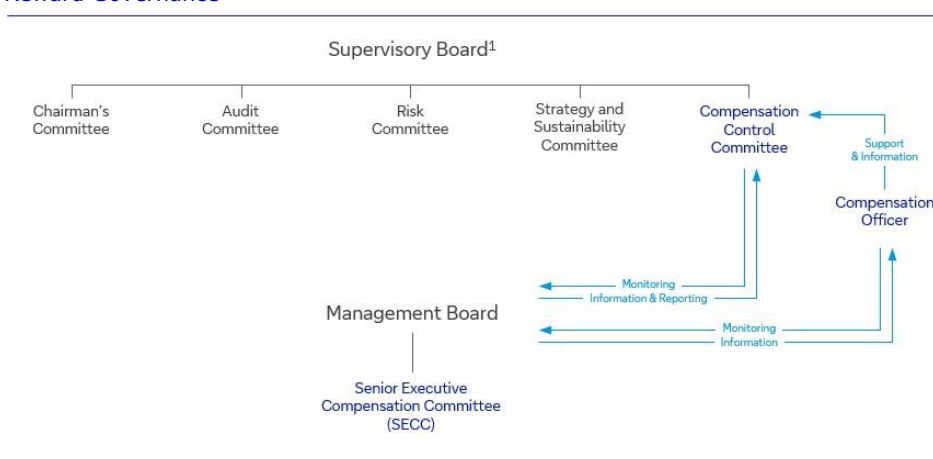 Supervisory Board¹
Chairman's
Committee
Audit
Committee
Risk
Committee
Strategy and
Sustainability
Committee
Compensation
Control
Committee
Support
& Information
Compensation
Officer
Monitoring
Information & Reporting
Management Board
Monitoring
Information
Senior Executive
Compensation Committee
(SECC)